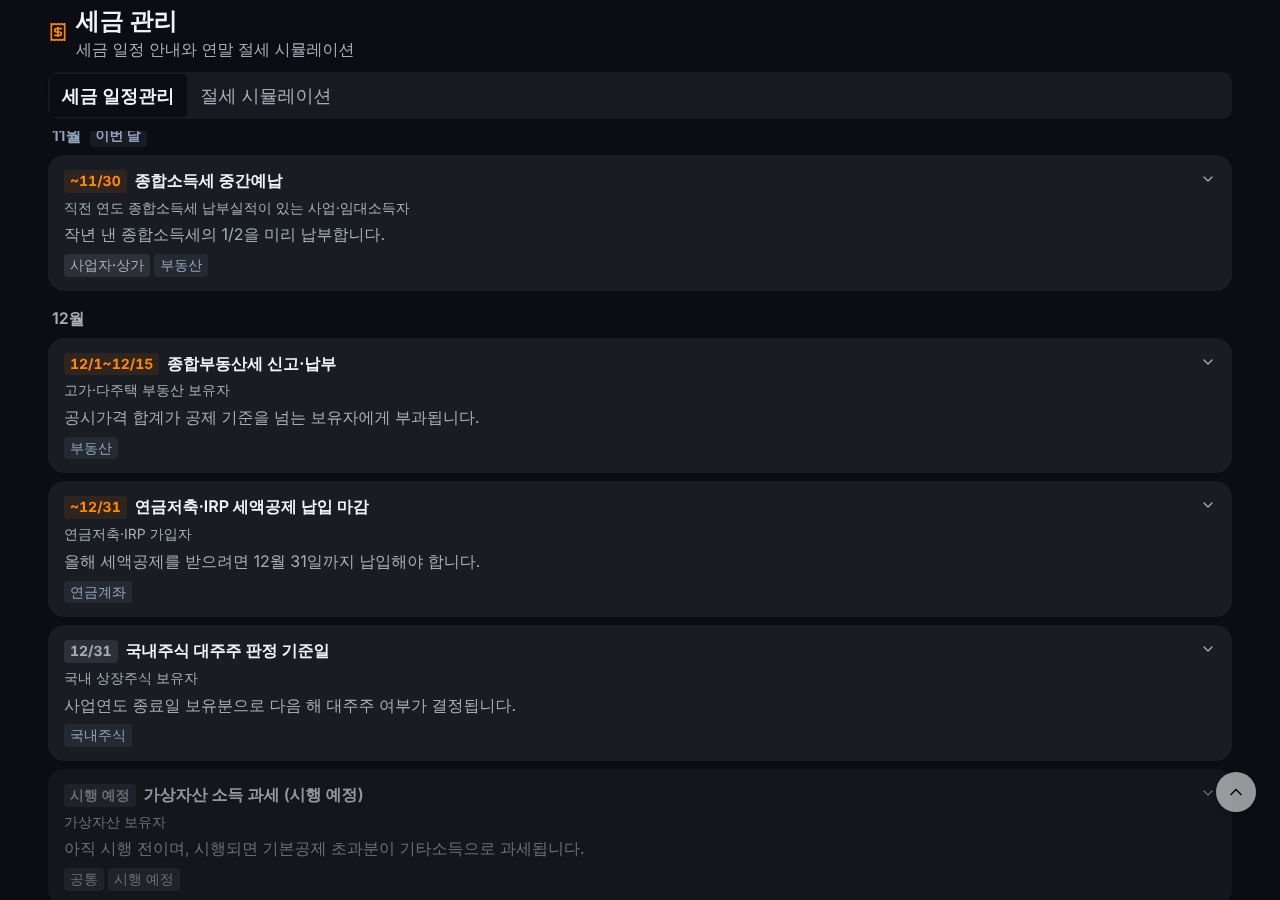 세금 관리
세금 일정 안내와 연말 절세 시뮬레이션
세금 일정관리 절세 시뮬레이션
11월 이번 달
~11/30 종합소득세 중간예납
직전 연도 종합소득세 납부실적이 있는 사업·임대소득자
작년 낸 종합소득세의 1/2을 미리 납부합니다.
사업자·상가 부동산
12월
12/1~12/15 종합부동산세 신고·납부
고가·다주택 부동산 보유자
공시가격 합계가 공제 기준을 넘는 보유자에게 부과됩니다.
부동산
~12/31 연금저축·IRP 세액공제 납입 마감
연금저축·IRP 가입자
올해 세액공제를 받으려면 12월 31일까지 납입해야 합니다.
연금계좌
12/31 국내주식 대주주 판정 기준일
국내 상장주식 보유자
사업연도 종료일 보유분으로 다음 해 대주주 여부가 결정됩니다.
국내주식
시행 예정 가상자산 소득 과세 (시행 예정)
가상자산 보유자
아직 시행 전이며, 시행되면 기본공제 초과분이 기타소득으로 과세됩니다.
공통 시행 예정